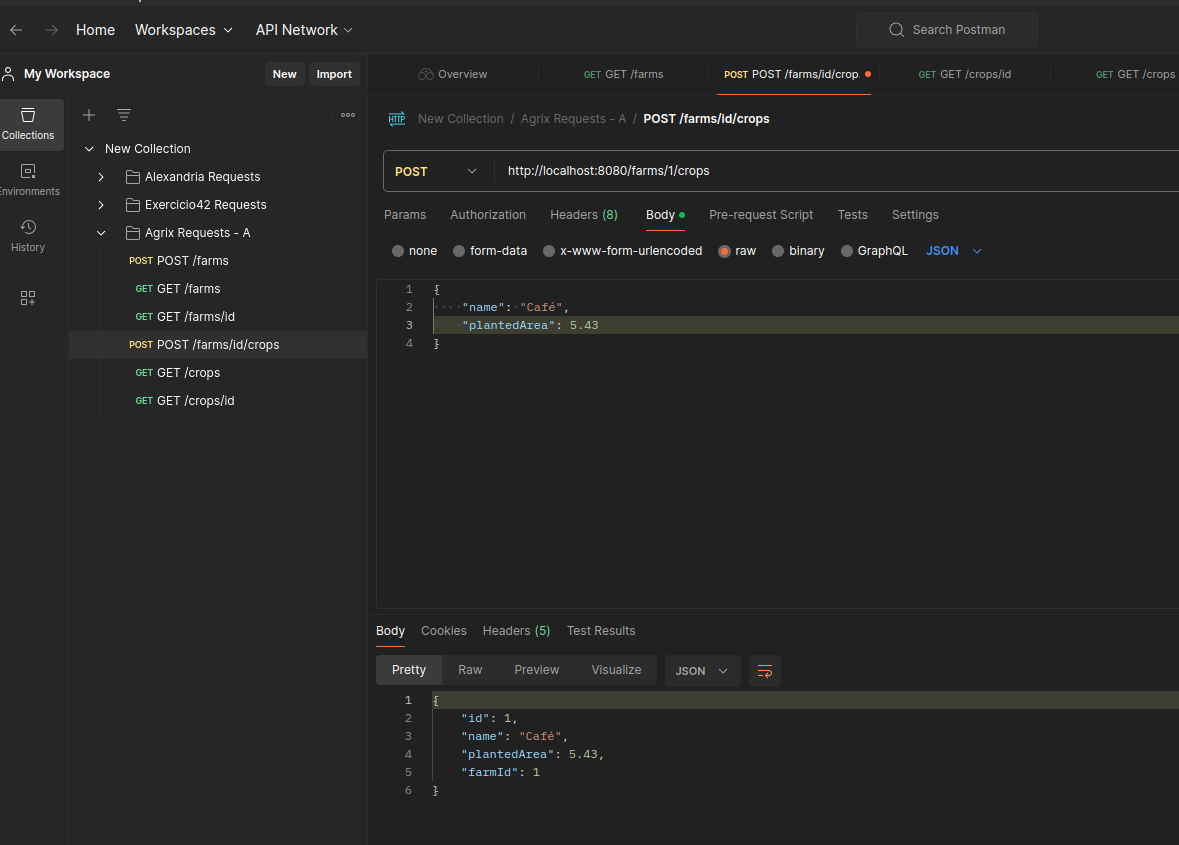 Home Workspaces API Network Search Postman
My Workspace New Import
Overview GET GET /farms POST POST /farms/id/crop GET GET /crops/id GET GET /crops
Collections
Environments
History
New Collection
Alexandria Requests
Exercicio42 Requests
Agrix Requests - A
POST POST /farms
GET GET /farms
GET GET /farms/id
POST POST /farms/id/crops
GET GET /crops
GET GET /crops/id
HTTP New Collection / Agrix Requests - A / POST /farms/id/crops
POST http://localhost:8080/farms/1/crops
Params Authorization Headers (8) Body Pre-request Script Tests Settings
none form-data x-www-form-urlencoded raw binary GraphQL JSON
1 {
2 "name": "Café",
3 "plantedArea": 5.43
4 }
Body Cookies Headers (5) Test Results
Pretty Raw Preview Visualize JSON
1 {
2 "id": 1,
3 "name": "Café",
4 "plantedArea": 5.43,
5 "farmId": 1
6 }